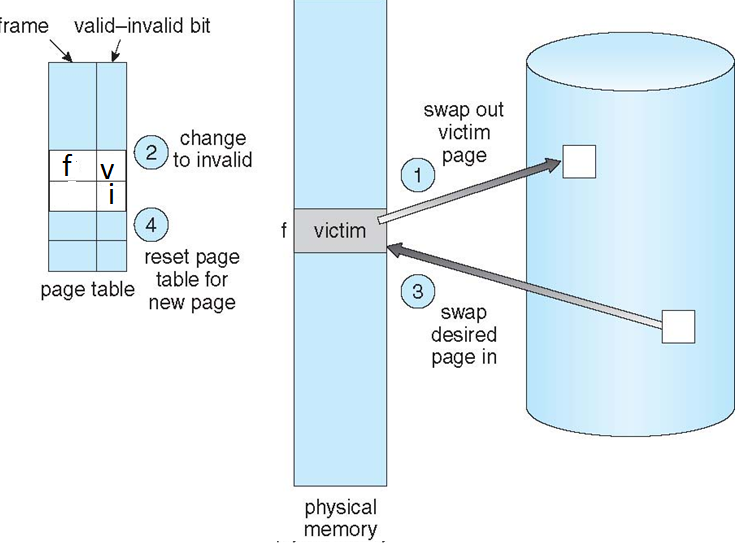 frame
valid–invalid bit
f
v
i
2
change
to invalid
4
reset page
table for
new page
page table
swap out
victim
page
1
f
victim
3
swap
desired
page in
physical
memory